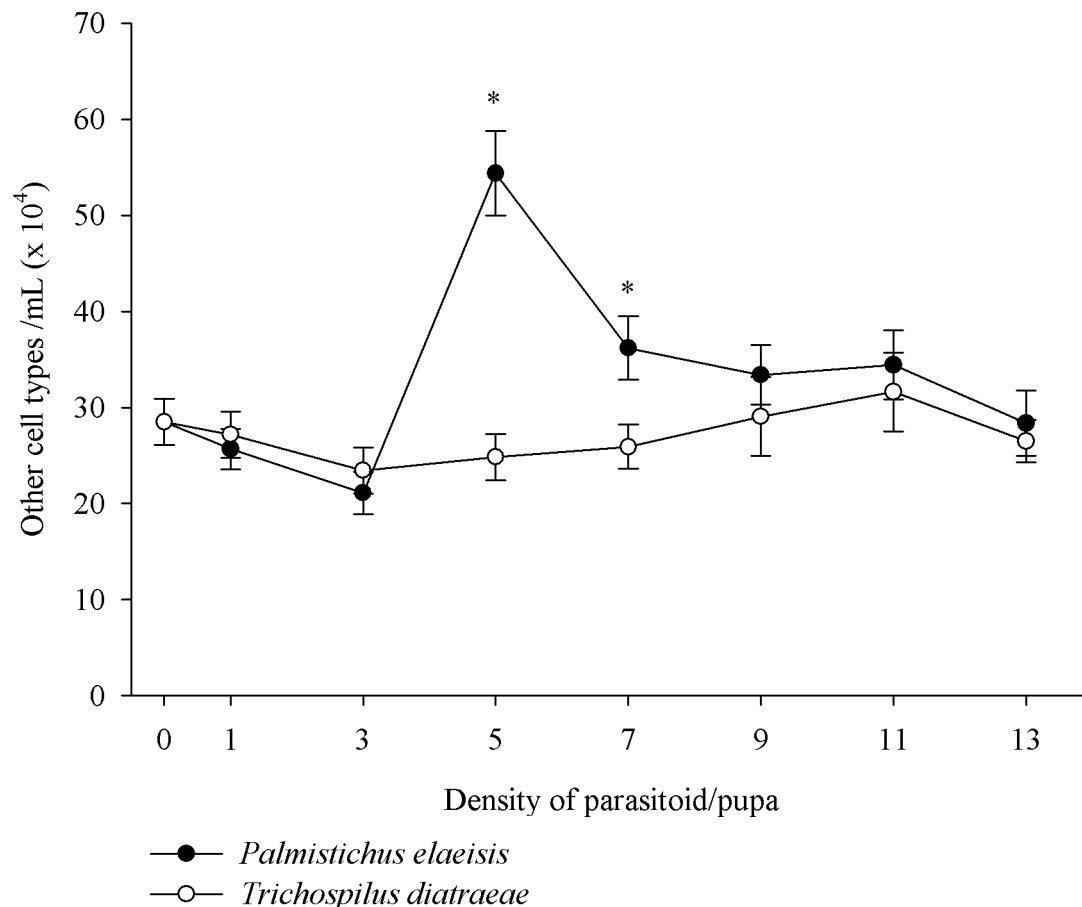 70
60
50
40
30
20
10
0
Other cell types /mL (x 10⁴)
*
*
0 1 3 5 7 9 11 13
Density of parasitoid/pupa
Palmistichus elaeisis
Trichospilus diatraeae